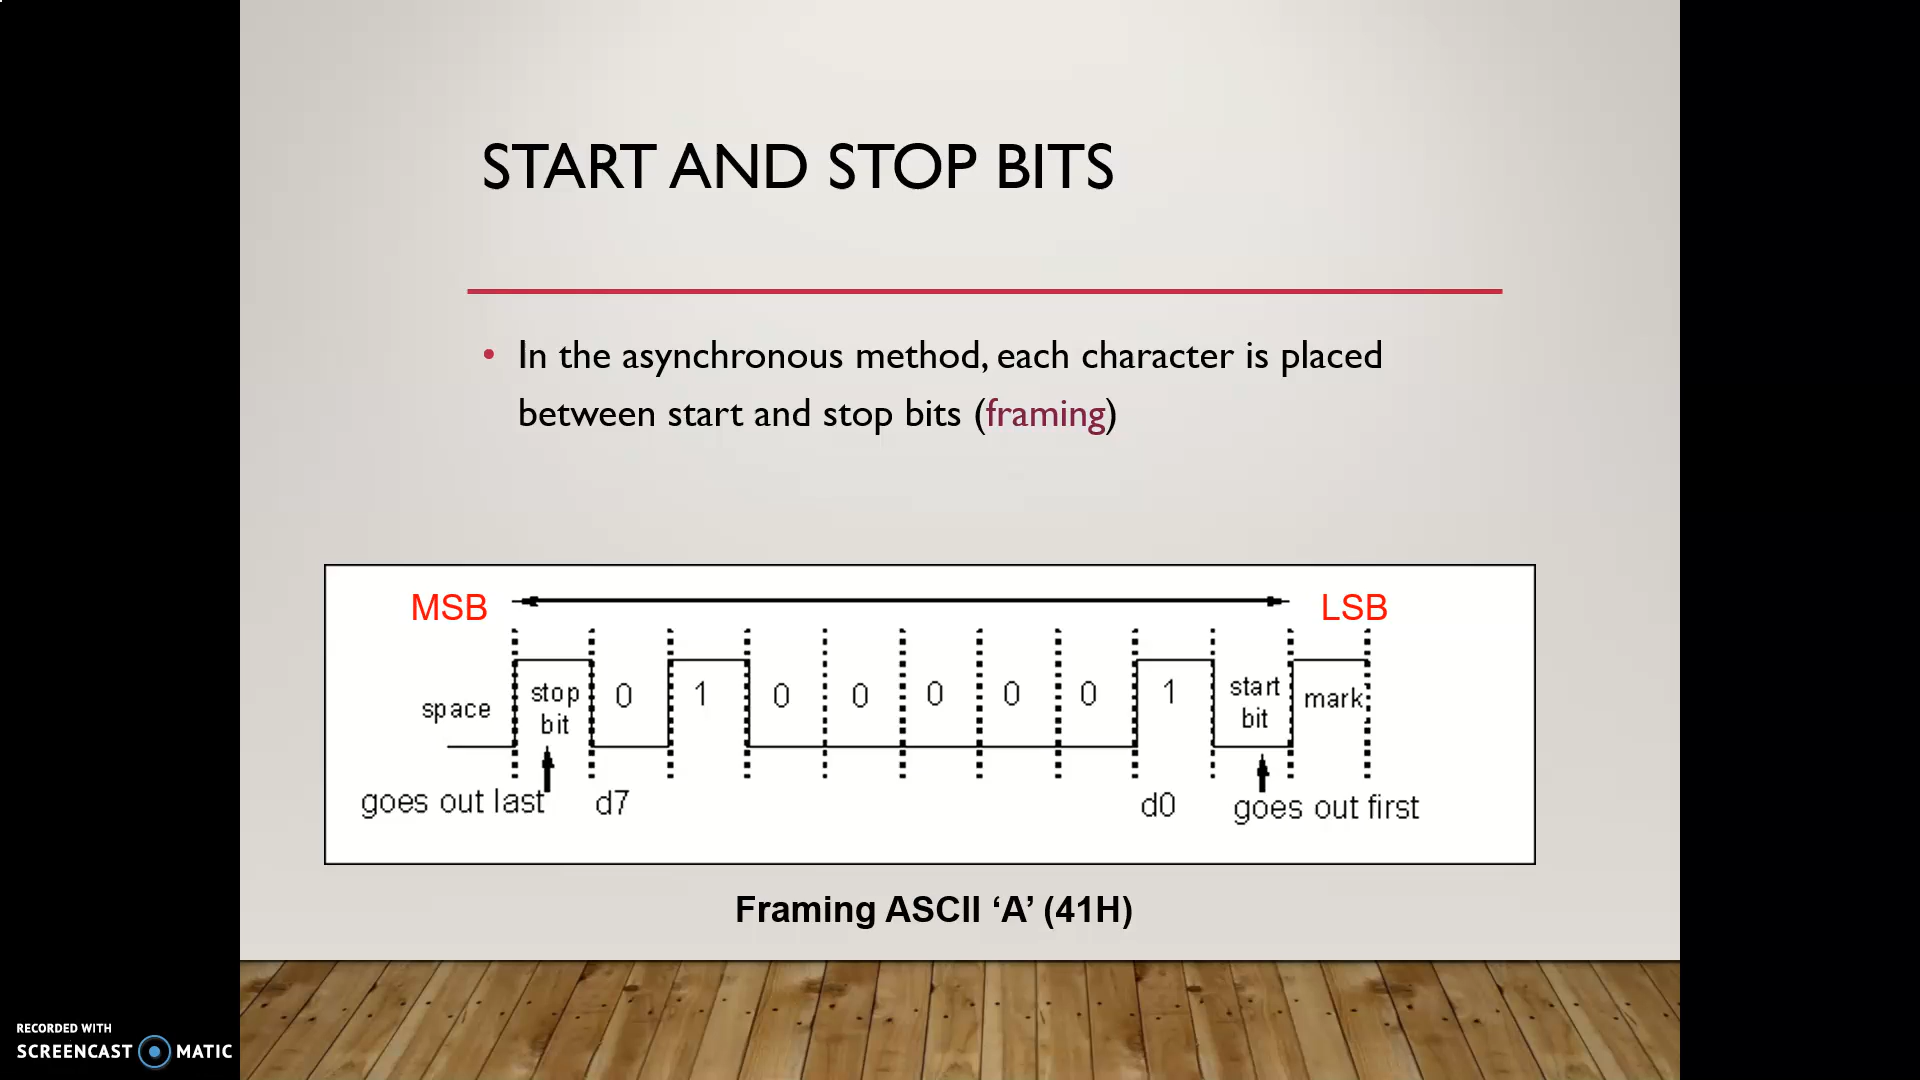 START AND STOP BITS
• In the asynchronous method, each character is placed
between start and stop bits (framing)
MSB LSB
space stop bit 0 1 0 0 0 0 0 1 start bit mark
goes out last d7 d0 goes out first
Framing ASCII ‘A’ (41H)
RECORDED WITH
SCREENCAST MATIC